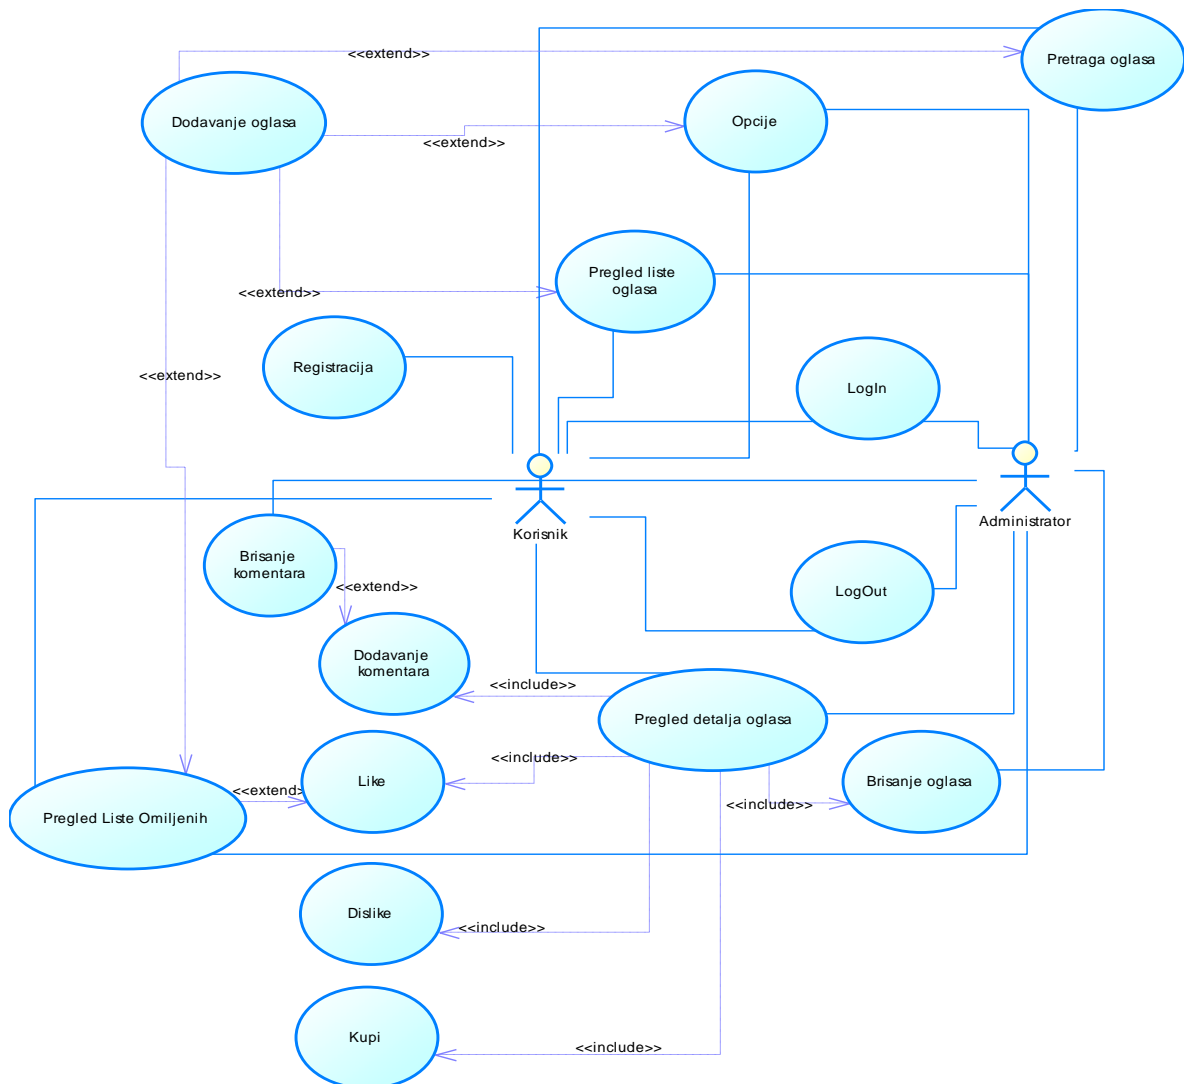 <<extend>>
Pretraga oglasa
Dodavanje oglasa
Opcije
<<extend>>
Pregled liste
oglasa
<<extend>>
Registracija
<<extend>>
LogIn
Korisnik
Administrator
Brisanje
komentara
<<extend>>
LogOut
Dodavanje
komentara
<<include>>
Pregled detalja oglasa
<<include>>
Like
Brisanje oglasa
<<extend>>
<<include>>
Pregled Liste Omiljenih
Dislike
<<include>>
Kupi
<<include>>